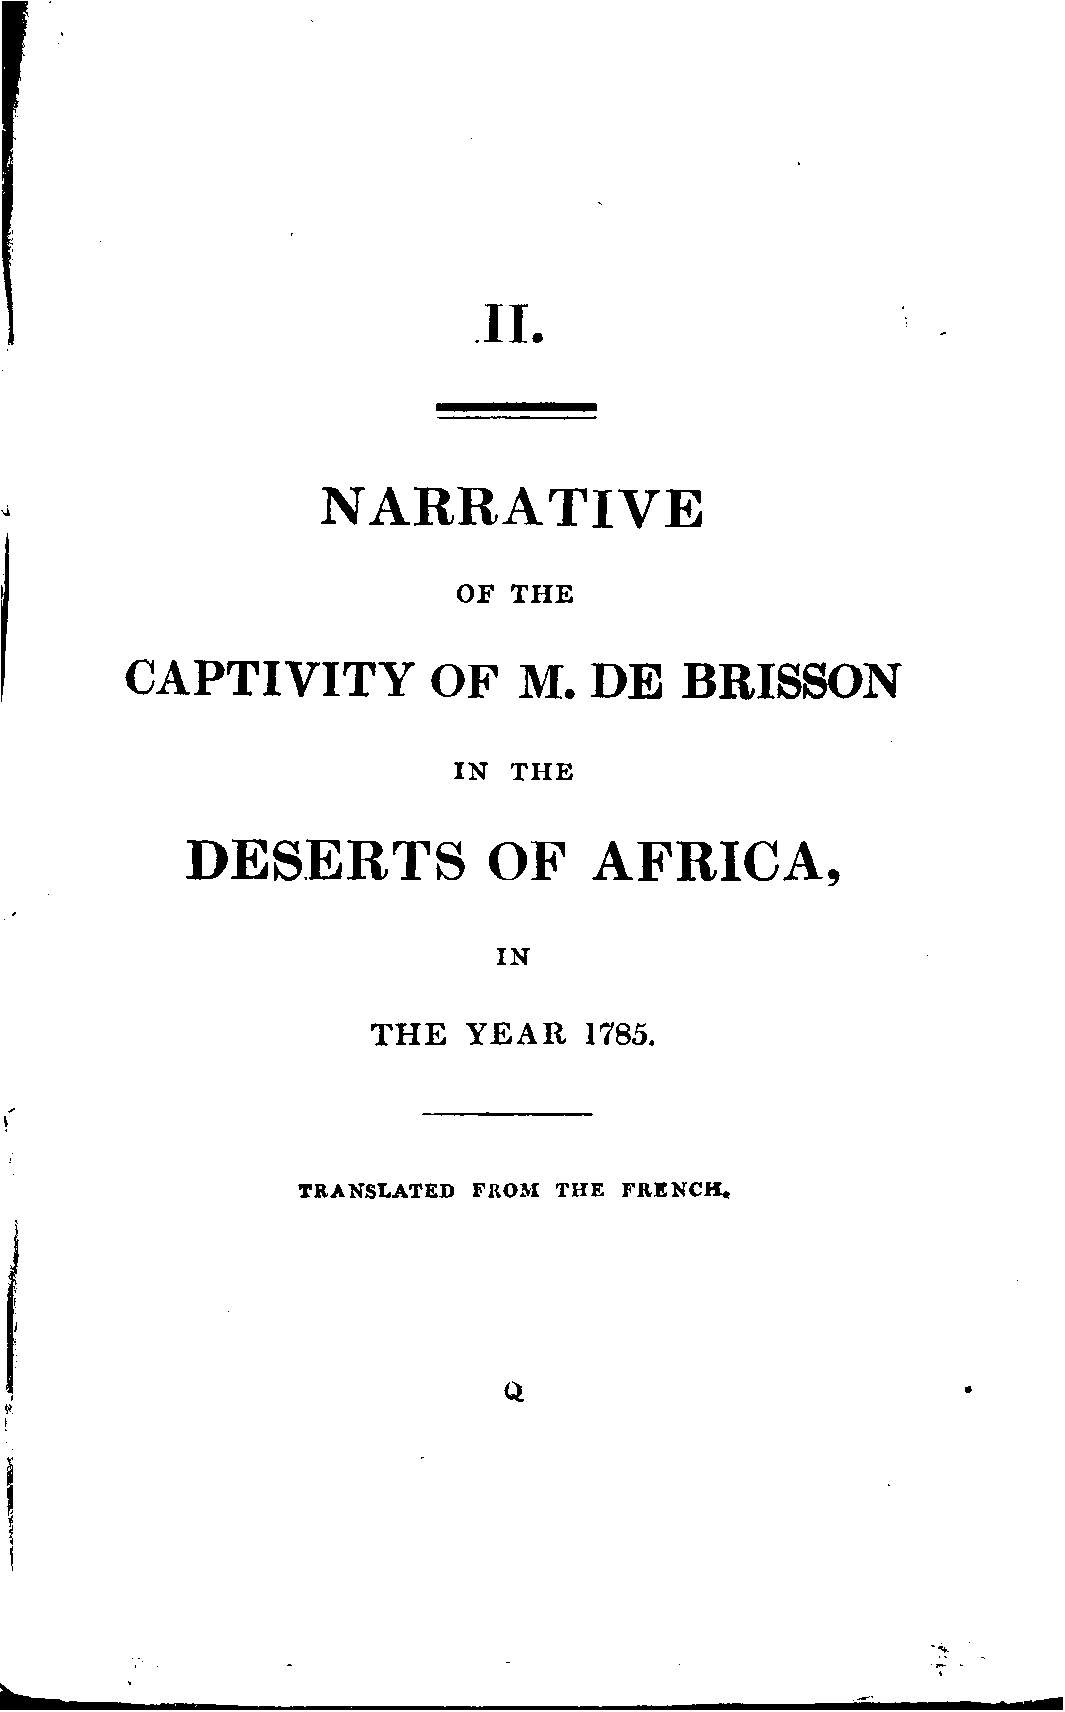 II.
NARRATIVE
OF THE
CAPTIVITY OF M. DE BRISSON
IN THE
DESERTS OF AFRICA,
IN
THE YEAR 1785.
TRANSLATED FROM THE FRENCH.
Q